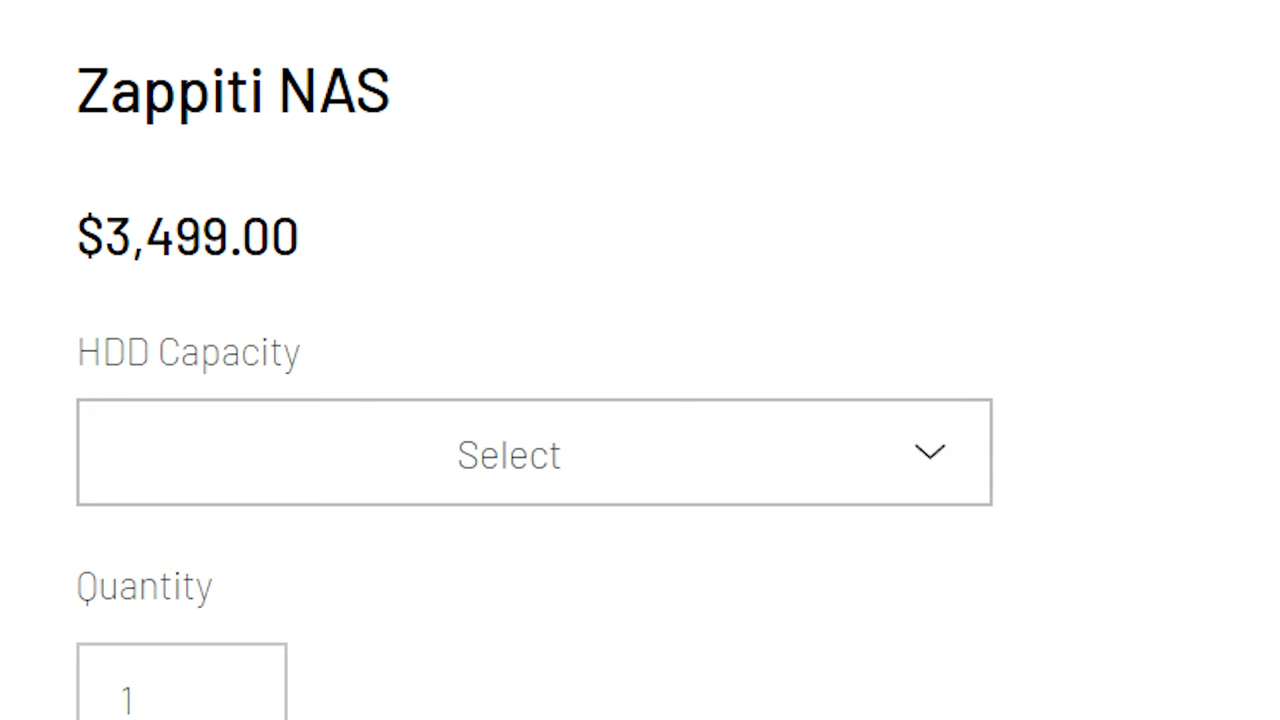 Zappiti NAS
$3,499.00
HDD Capacity
Select
Quantity
1